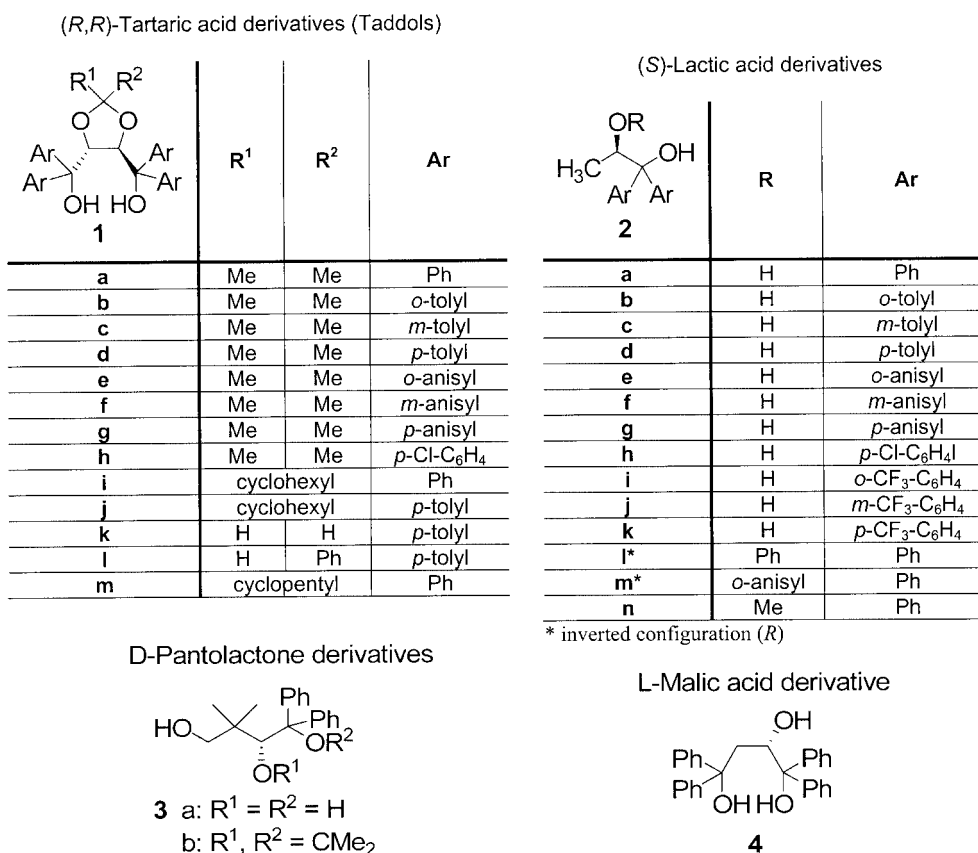 (R,R)-Tartaric acid derivatives (Taddols)
R¹ R²
O O
Ar Ar
Ar Ar
OH HO
1
R¹ R² Ar
a Me Me Ph
b Me Me o-tolyl
c Me Me m-tolyl
d Me Me p-tolyl
e Me Me o-anisyl
f Me Me m-anisyl
g Me Me p-anisyl
h Me Me p-Cl-C₆H₄
i cyclohexyl Ph
j cyclohexyl p-tolyl
k H H p-tolyl
l H Ph p-tolyl
m cyclopentyl Ph
(S)-Lactic acid derivatives
OR
OH
H₃C
Ar Ar
2
R Ar
a H Ph
b H o-tolyl
c H m-tolyl
d H p-tolyl
e H o-anisyl
f H m-anisyl
g H p-anisyl
h H p-Cl-C₆H₄l
i H o-CF₃-C₆H₄
j H m-CF₃-C₆H₄
k H p-CF₃-C₆H₄
l* Ph Ph
m* o-anisyl Ph
n Me Ph
* inverted configuration (R)
D-Pantolactone derivatives
Ph
HO Ph
OR²
OR¹
3 a: R¹ = R² = H
b: R¹, R² = CMe₂
L-Malic acid derivative
OH
Ph Ph
Ph Ph
OH HO
4